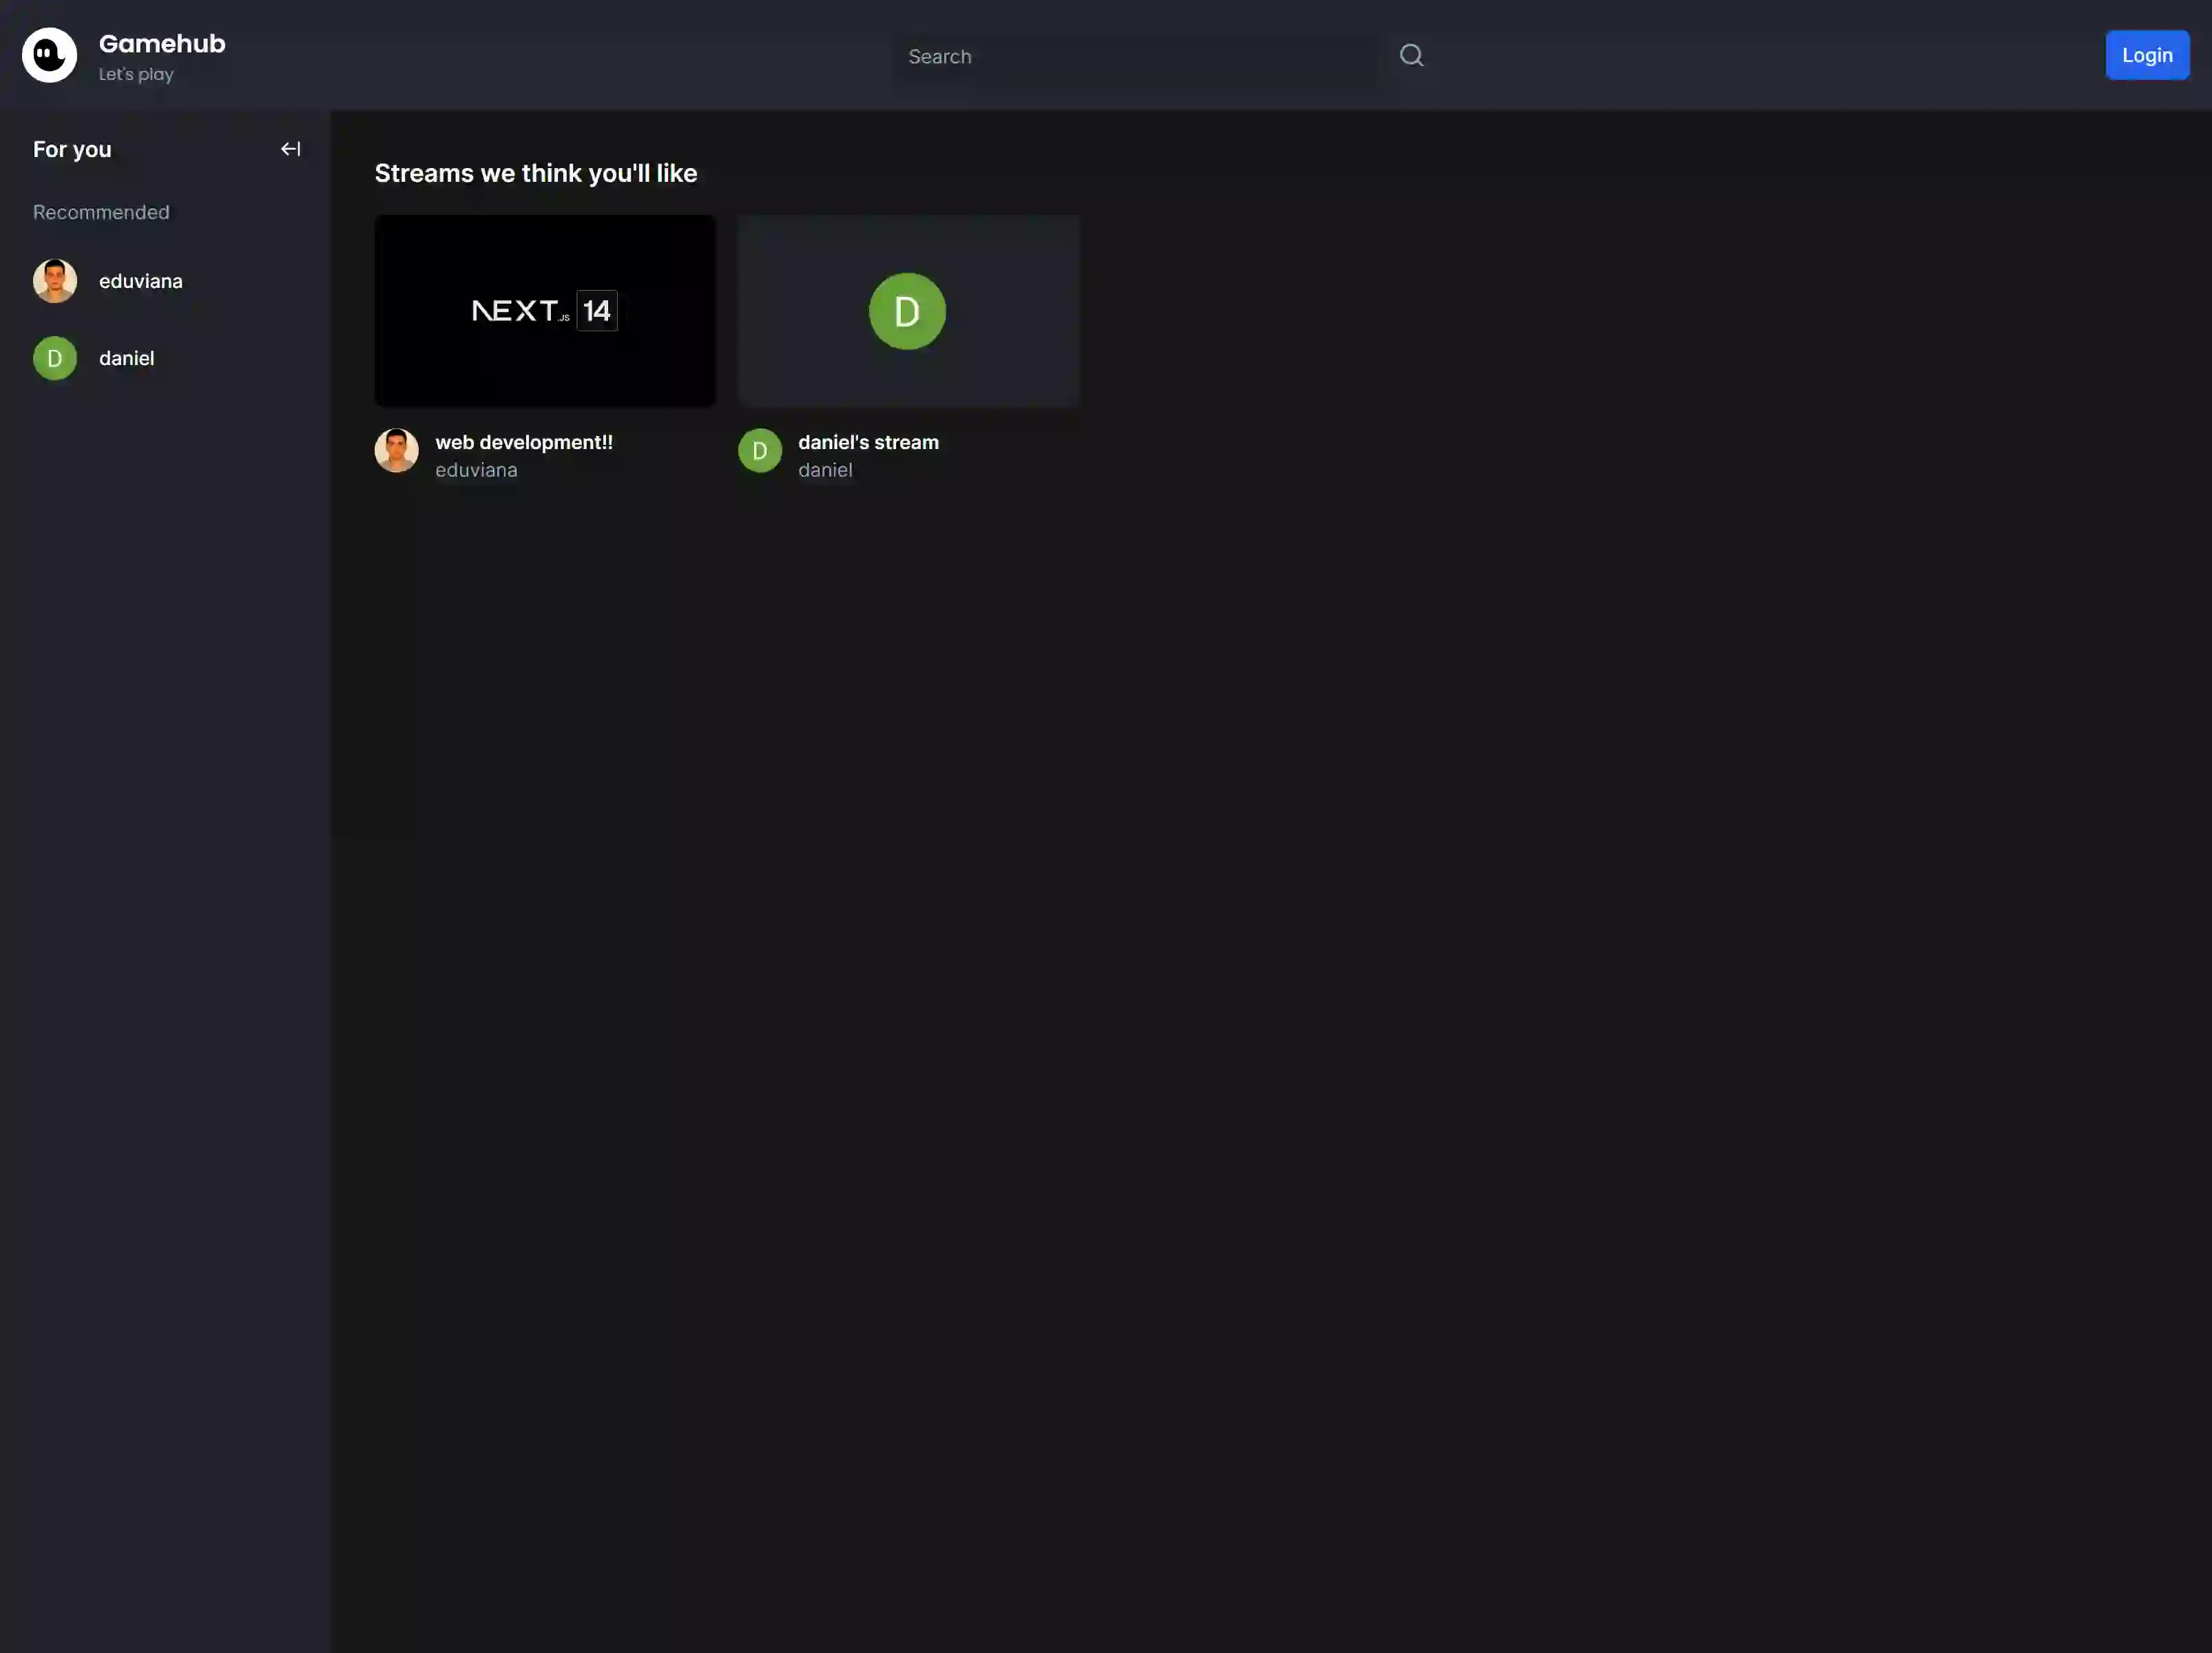 Gamehub
Let's play
Search
Login
For you
Recommended
eduviana
D
daniel
Streams we think you'll like
NEXT.JS 14
D
web development!!
eduviana
D
daniel's stream
daniel